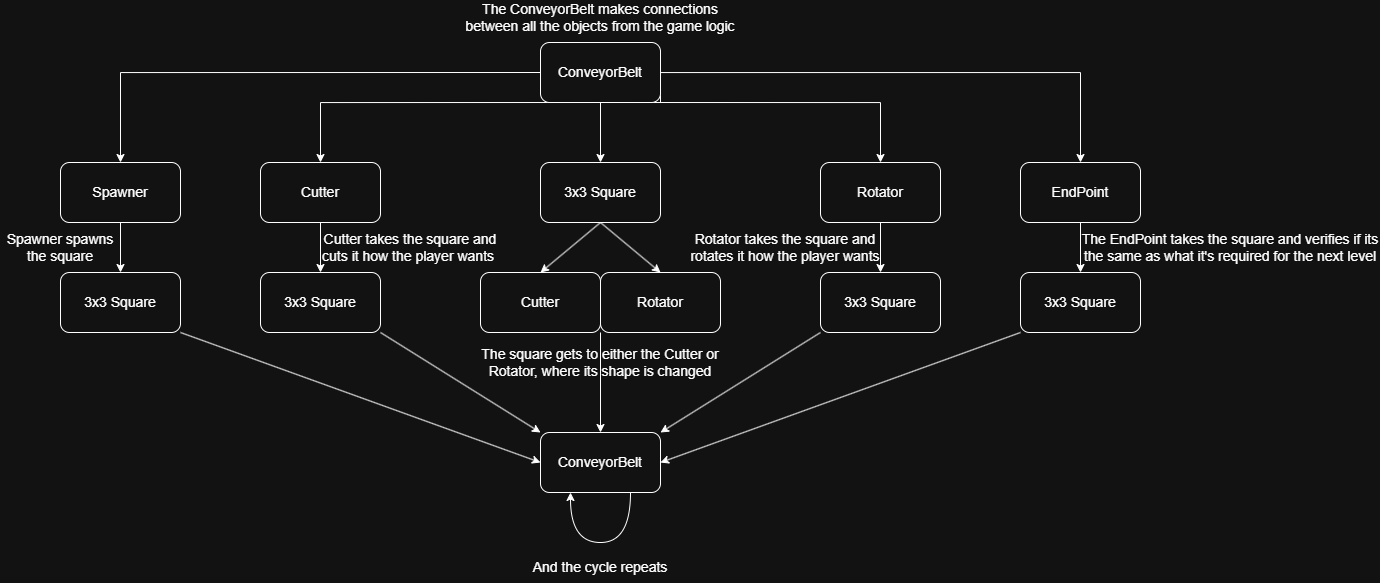 The ConveyorBelt makes connections
between all the objects from the game logic
ConveyorBelt
Spawner
Cutter
3x3 Square
Rotator
EndPoint
Spawner spawns
the square
Cutter takes the square and
cuts it how the player wants
Rotator takes the square and
rotates it how the player wants
The EndPoint takes the square and verifies if its
the same as what it's required for the next level
3x3 Square
3x3 Square
Cutter
Rotator
3x3 Square
3x3 Square
The square gets to either the Cutter or
Rotator, where its shape is changed
ConveyorBelt
And the cycle repeats